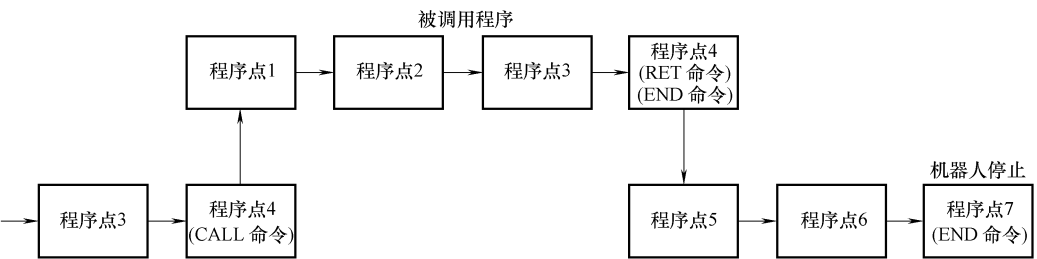 被调用程序
程序点1
程序点2
程序点3
程序点4
(RET 命令)
(END 命令)
机器人停止
程序点3
程序点4
(CALL 命令)
程序点5
程序点6
程序点7
(END 命令)